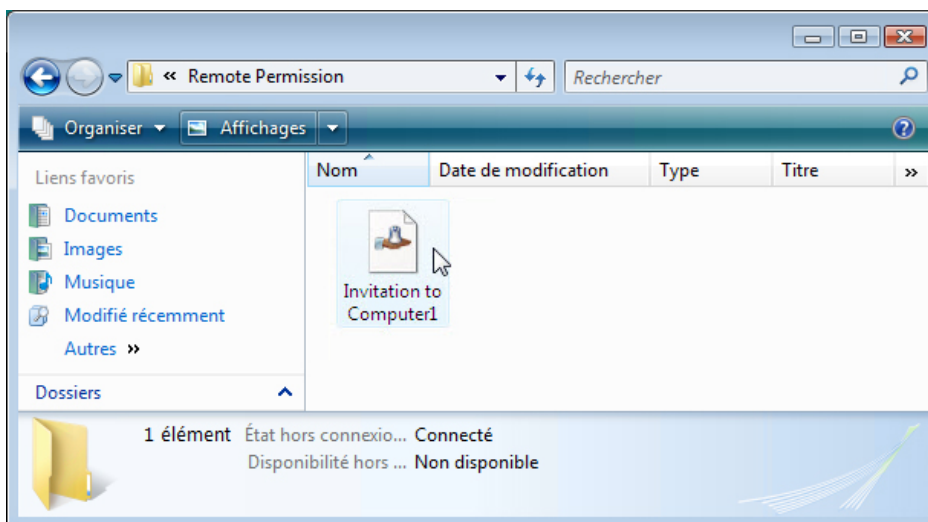 « Remote Permission
Rechercher
Organiser
Affichages
?
Liens favoris
Documents
Images
Musique
Modifié récemment
Autres »
Dossiers
Nom Date de modification Type Titre »
Invitation to
Computer1
1 élément État hors connexio... Connecté
Disponibilité hors ... Non disponible